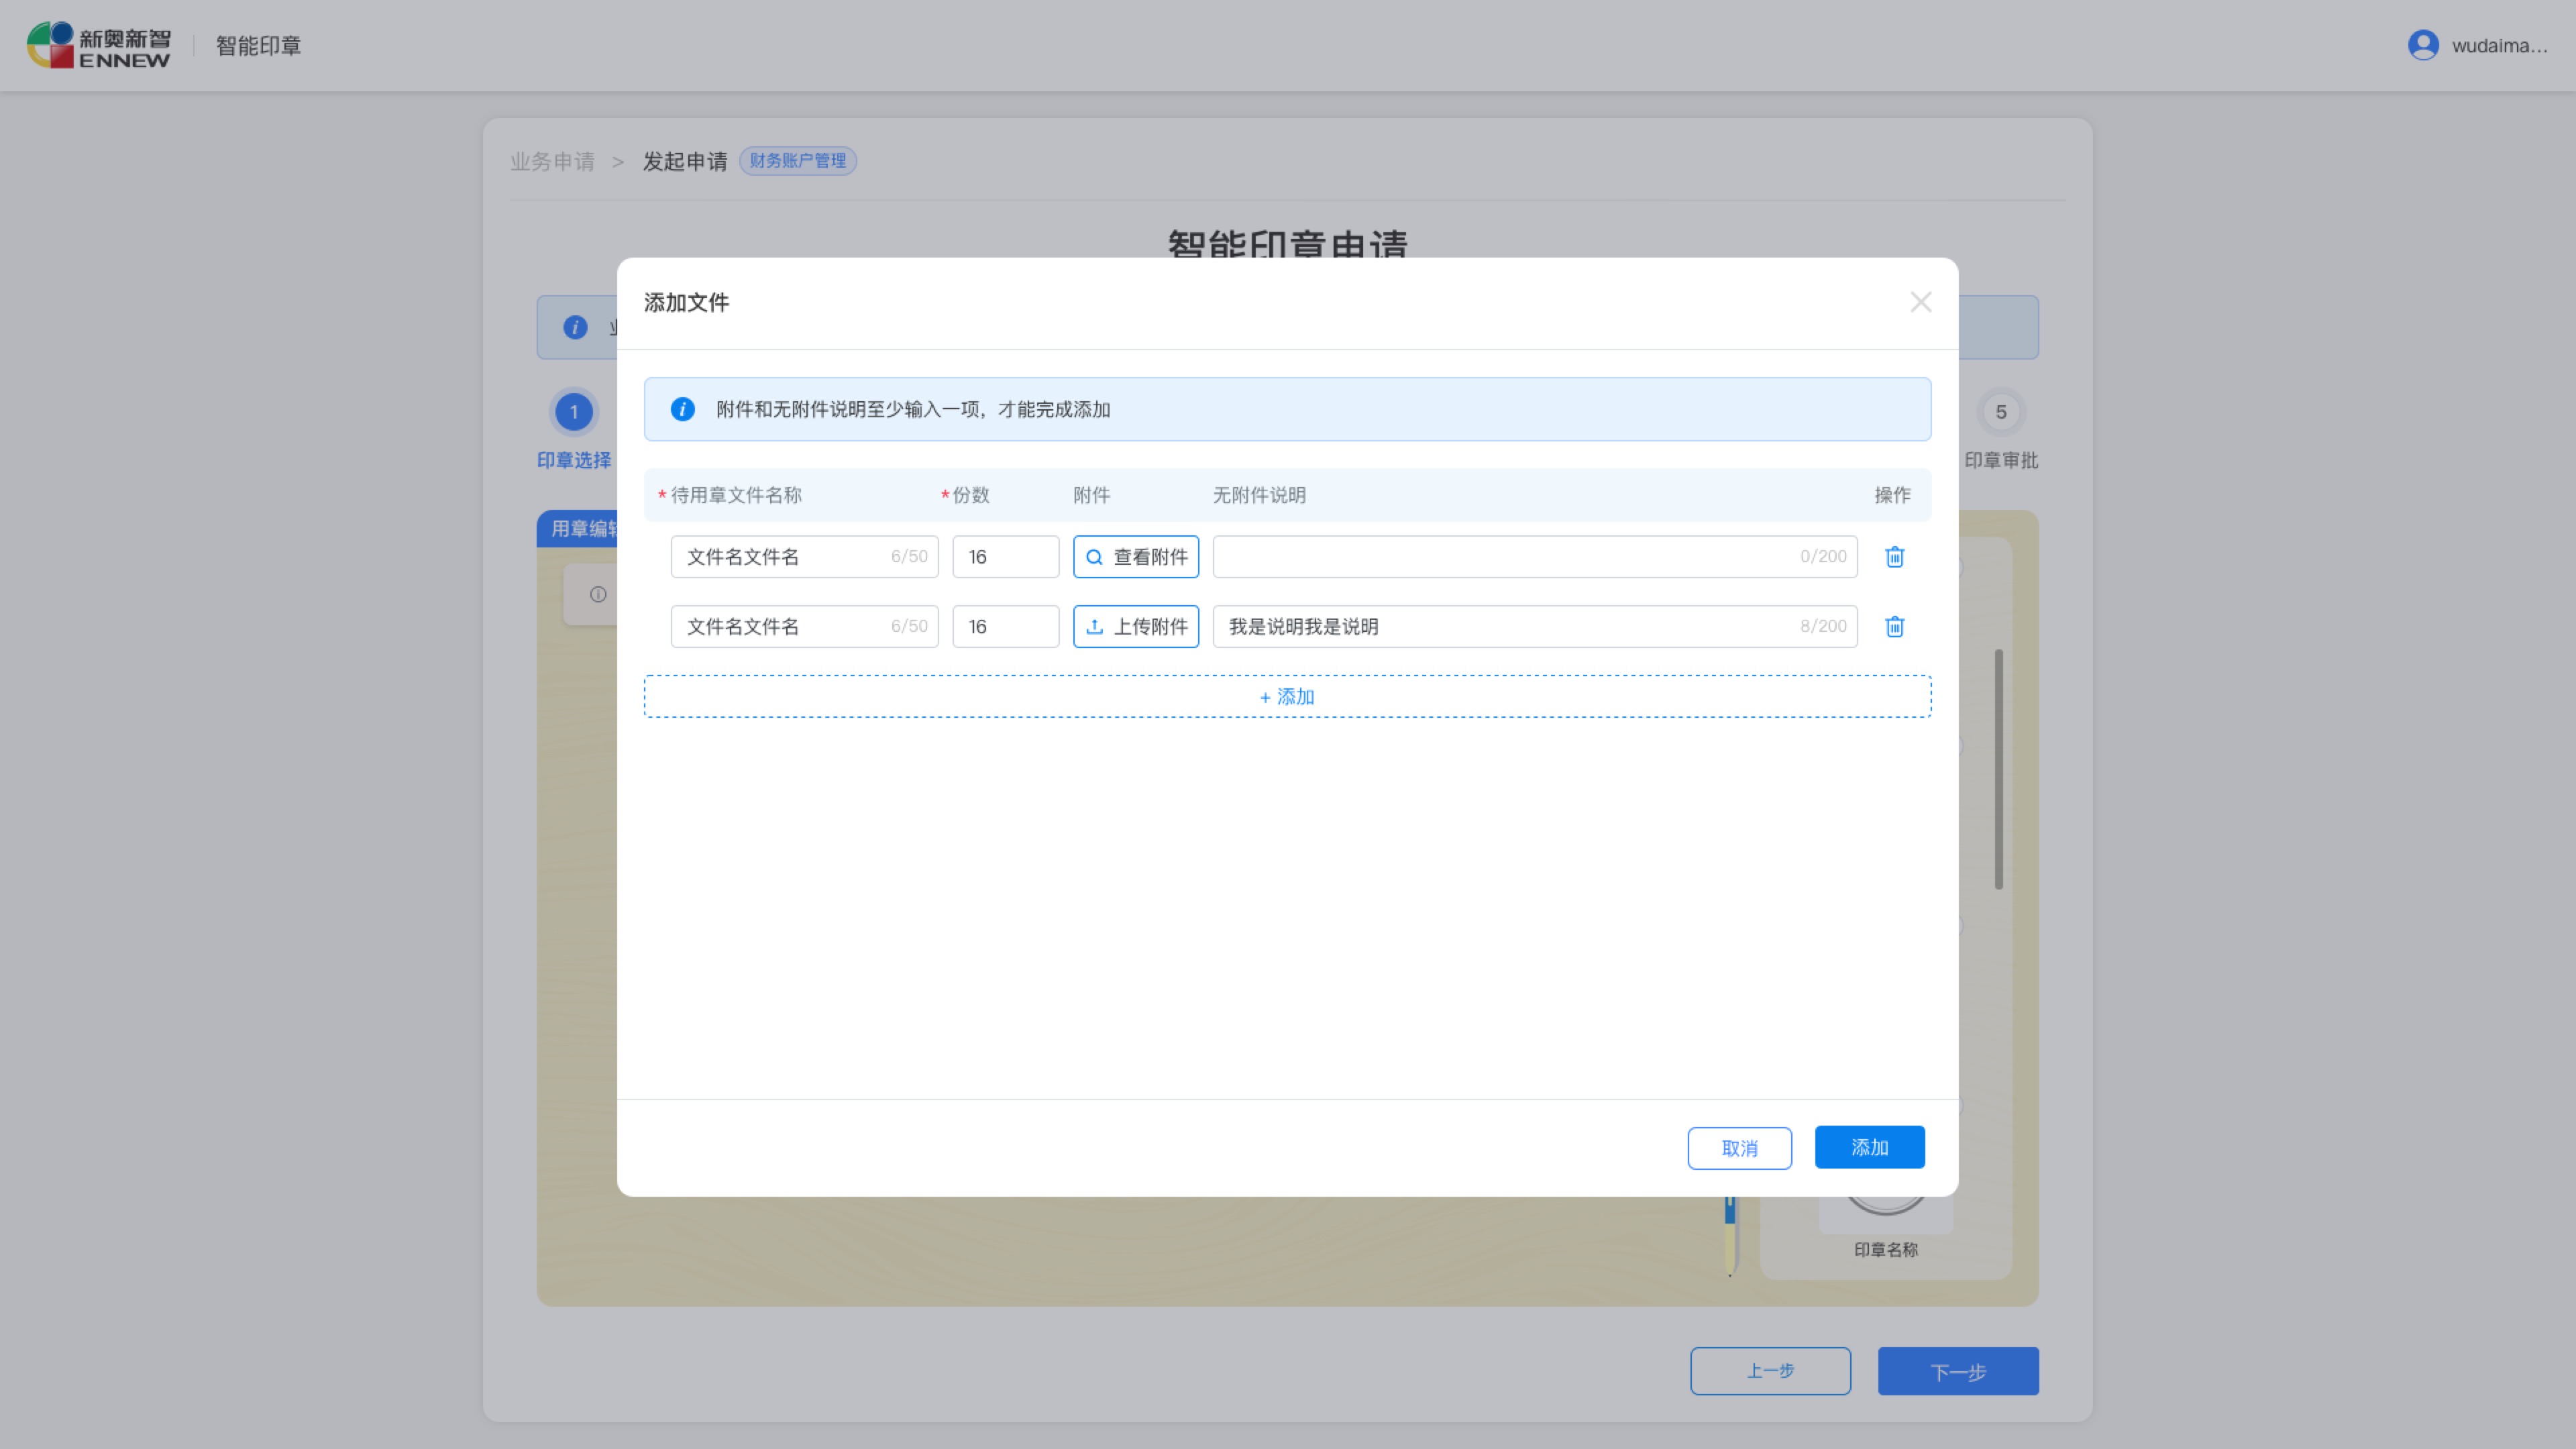 新奥新智
ENNEW
智能印章
wudaima...
业务申请 > 发起申请 财务账户管理
智能印章申请
1
印章选择
5
印章审批
用章编辑
添加文件
附件和无附件说明至少输入一项，才能完成添加
*待用章文件名称 *份数 附件 无附件说明 操作
文件名文件名 6/50 16 查看附件 0/200
文件名文件名 6/50 16 上传附件 我是说明我是说明 8/200
+ 添加
取消 添加
印章名称
上一步 下一步